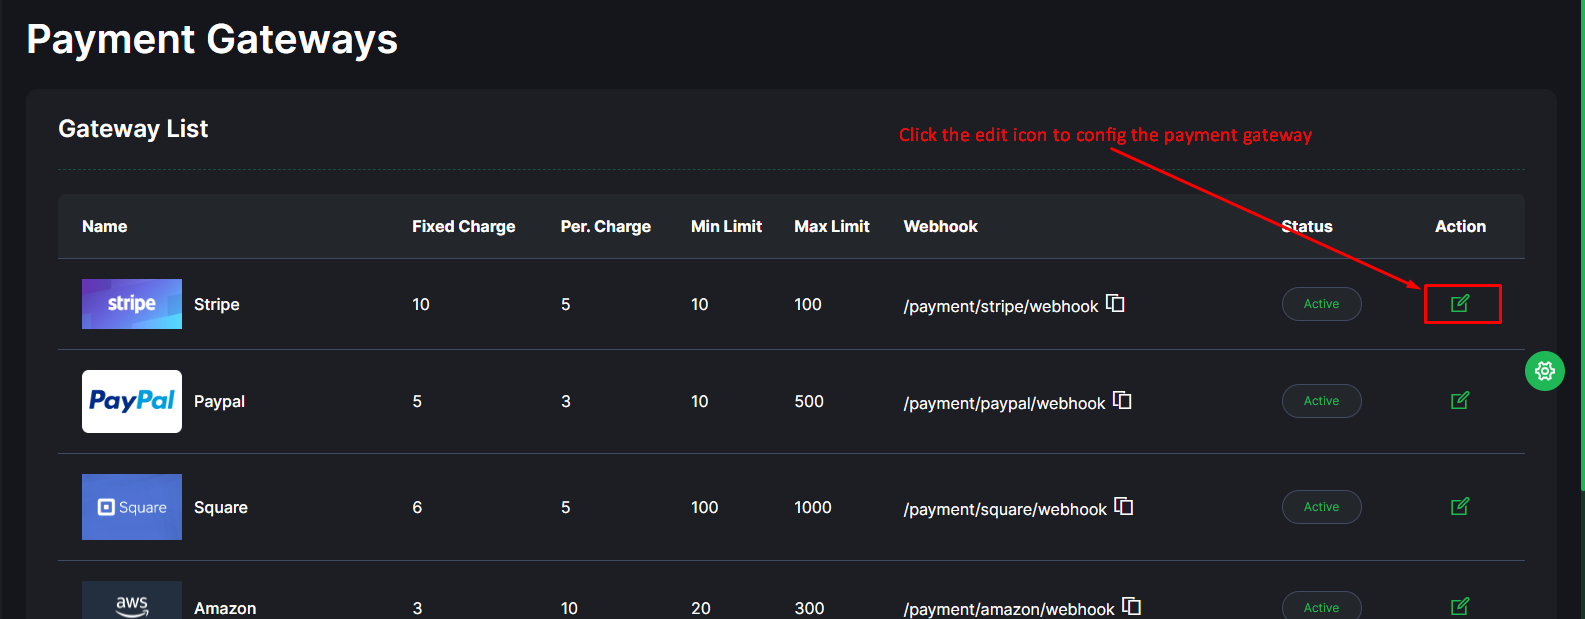 Payment Gateways
Gateway List
Click the edit icon to config the payment gateway
Name Fixed Charge Per. Charge Min Limit Max Limit Webhook Status Action
stripe Stripe 10 5 10 100 /payment/stripe/webhook Active
PayPal Paypal 5 3 10 500 /payment/paypal/webhook Active
Square Square 6 5 100 1000 /payment/square/webhook Active
aws Amazon 3 10 20 300 /payment/amazon/webhook Active